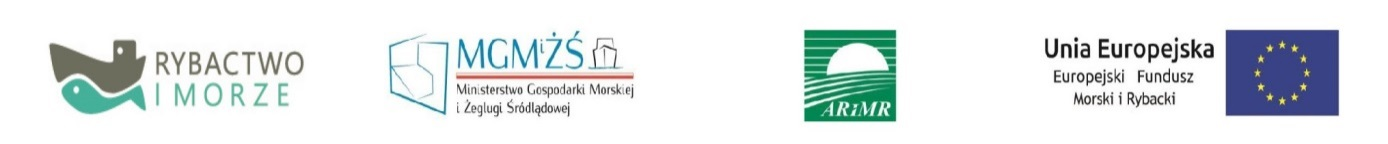 RYBACTWO
I MORZE
MGMiŻŚ
Ministerstwo Gospodarki Morskiej
i Żeglugi Śródlądowej
ARiMR
Unia Europejska
Europejski Fundusz
Morski i Rybacki